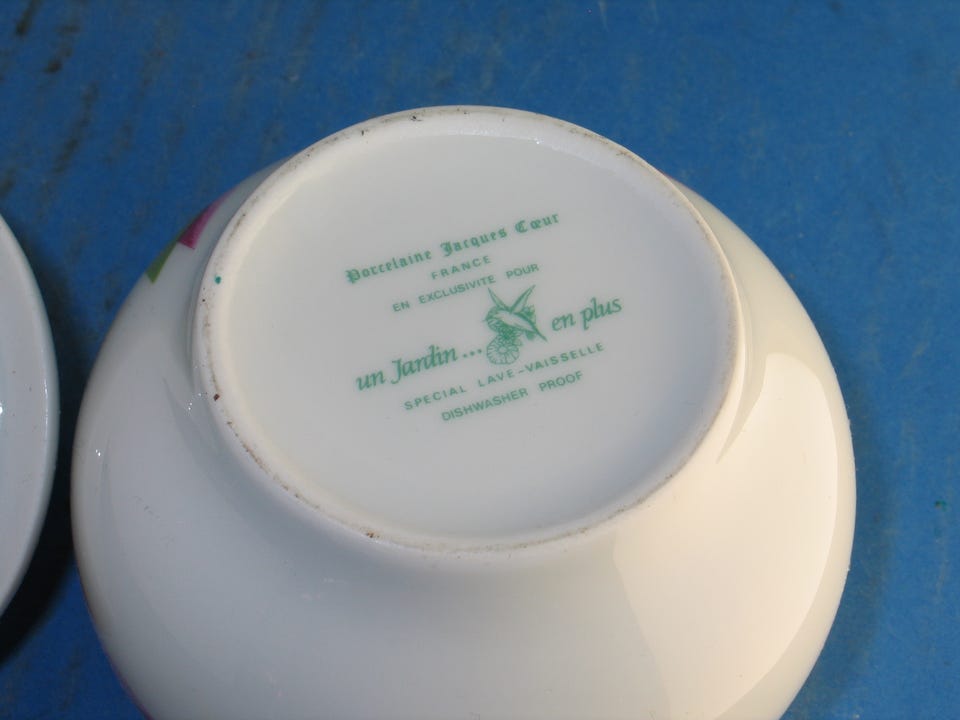 Porcelaine Jacques Cœur
FRANCE
EN EXCLUSIVITE POUR
un Jardin... en plus
SPECIAL LAVE-VAISSELLE
DISHWASHER PROOF